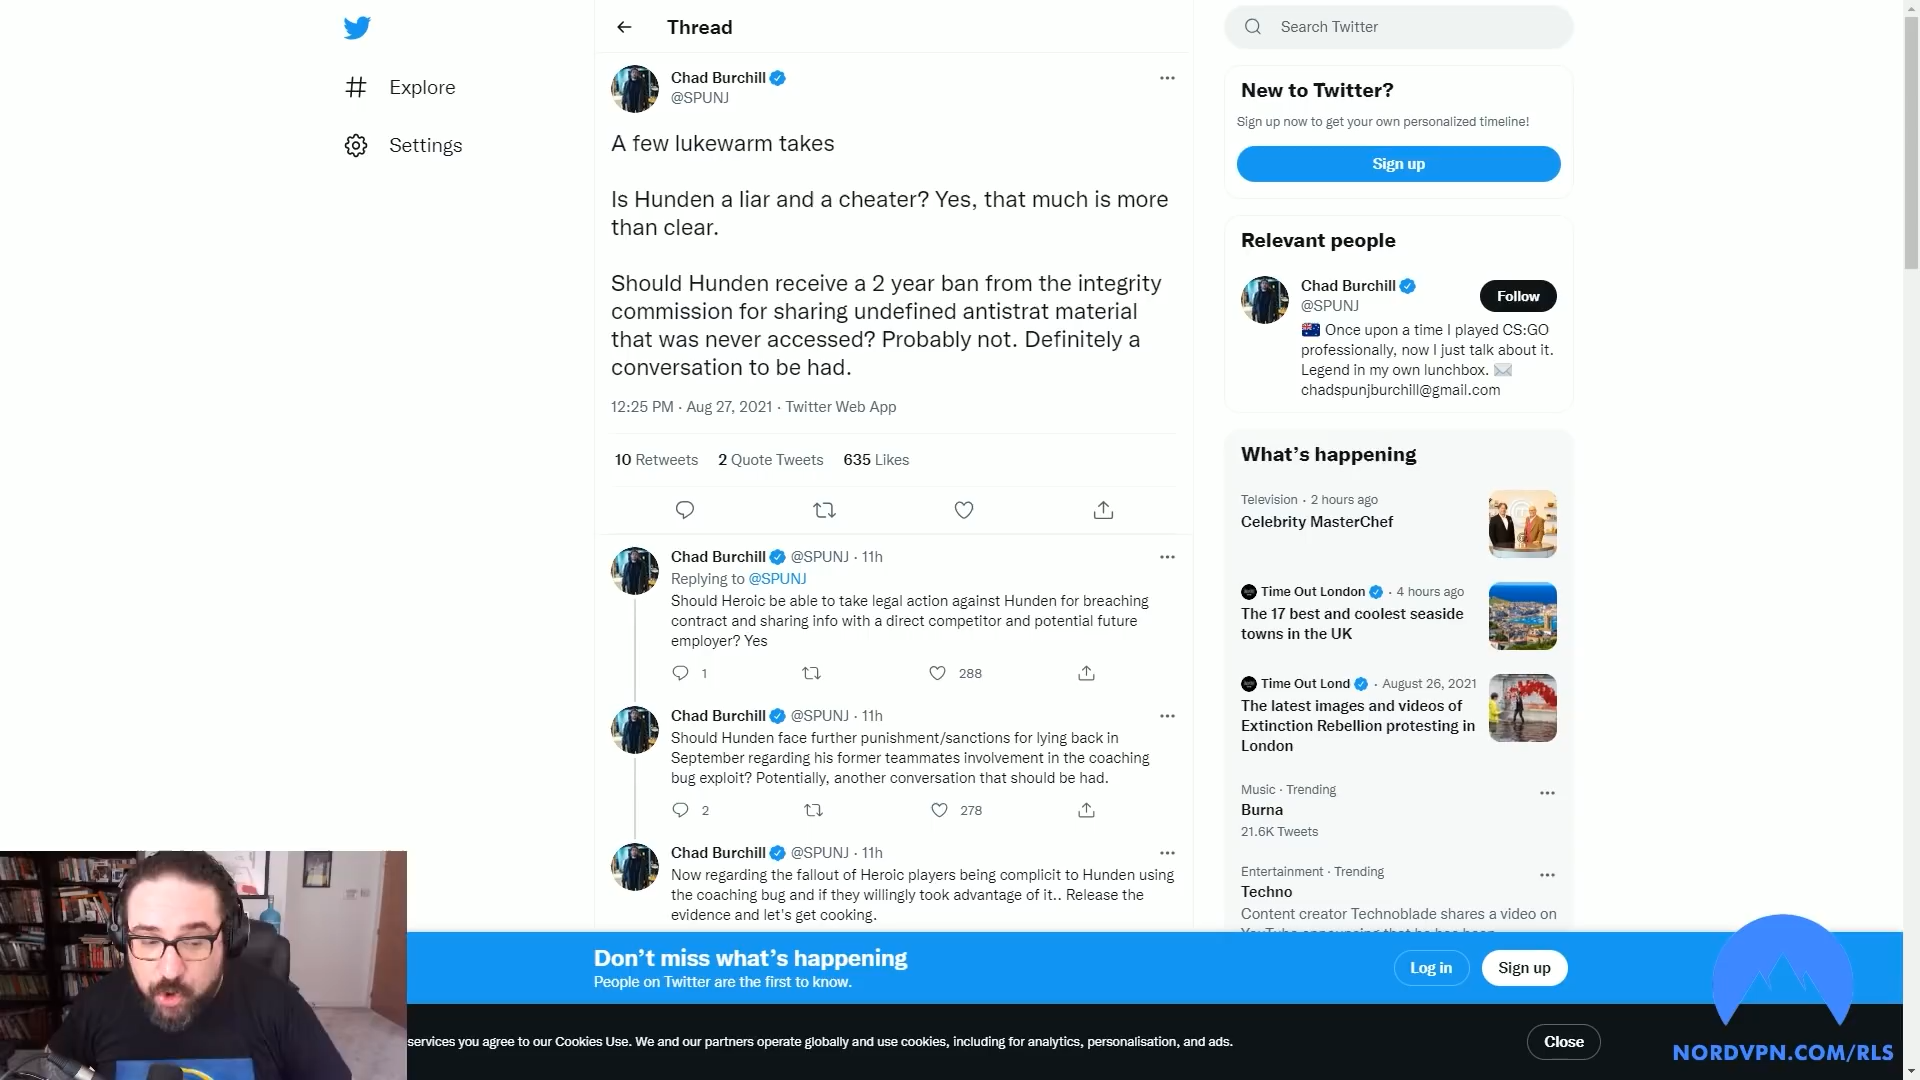 Explore
Settings
Thread
Chad Burchill
@SPUNJ
A few lukewarm takes
Is Hunden a liar and a cheater? Yes, that much is more
than clear.
Should Hunden receive a 2 year ban from the integrity
commission for sharing undefined antistrat material
that was never accessed? Probably not. Definitely a
conversation to be had.
12:25 PM · Aug 27, 2021 · Twitter Web App
10 Retweets 2 Quote Tweets 635 Likes
Chad Burchill @SPUNJ · 11h
Replying to @SPUNJ
Should Heroic be able to take legal action against Hunden for breaching
contract and sharing info with a direct competitor and potential future
employer? Yes
1 288
Chad Burchill @SPUNJ · 11h
Should Hunden face further punishment/sanctions for lying back in
September regarding his former teammates involvement in the coaching
bug exploit? Potentially, another conversation that should be had.
2 278
Chad Burchill @SPUNJ · 11h
Now regarding the fallout of Heroic players being complicit to Hunden using
the coaching bug and if they willingly took advantage of it.. Release the
evidence and let's get cooking.
Search Twitter
New to Twitter?
Sign up now to get your own personalized timeline!
Sign up
Relevant people
Chad Burchill
@SPUNJ
Follow
Once upon a time I played CS:GO
professionally, now I just talk about it.
Legend in my own lunchbox.
chadspunjburchill@gmail.com
What's happening
Television · 2 hours ago
Celebrity MasterChef
Time Out London · 4 hours ago
The 17 best and coolest seaside
towns in the UK
Time Out Lond · August 26, 2021
The latest images and videos of
Extinction Rebellion protesting in
London
Music · Trending
Burna
21.6K Tweets
Entertainment · Trending
Techno
Content creator Technoblade shares a video on
Don't miss what's happening
People on Twitter are the first to know.
Log in
Sign up
services you agree to our Cookies Use. We and our partners operate globally and use cookies, including for analytics, personalisation, and ads.
Close
NORDVPN.COM/RLS